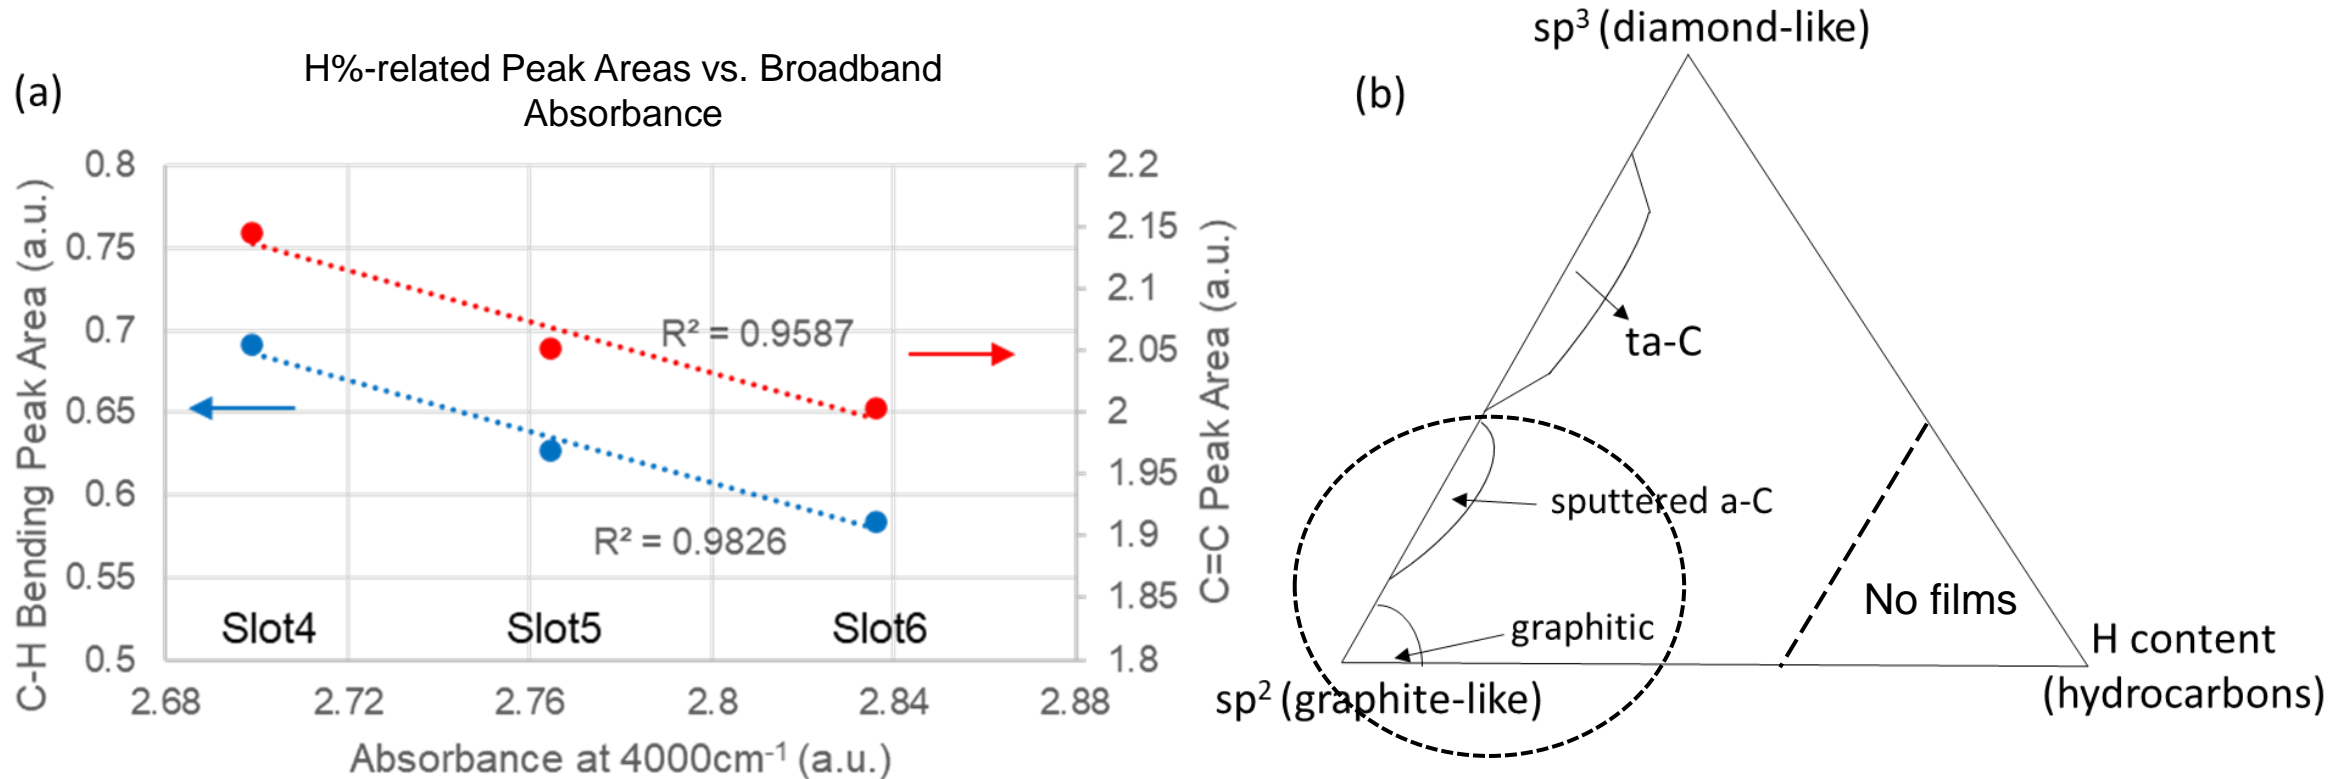 (a)
H%-related Peak Areas vs. Broadband
Absorbance
C-H Bending Peak Area (a.u.)
0.8
0.75
0.7
0.65
0.6
0.55
0.5
2.2
2.15
2.1
2.05
2
1.95
1.9
1.85
1.8
C=C Peak Area (a.u.)
R² = 0.9587
R² = 0.9826
Slot4 Slot5 Slot6
2.68 2.72 2.76 2.8 2.84 2.88
Absorbance at 4000cm⁻¹ (a.u.)
(b)
sp³ (diamond-like)
ta-C
sputtered a-C
graphitic
No films
sp² (graphite-like)
H content
(hydrocarbons)